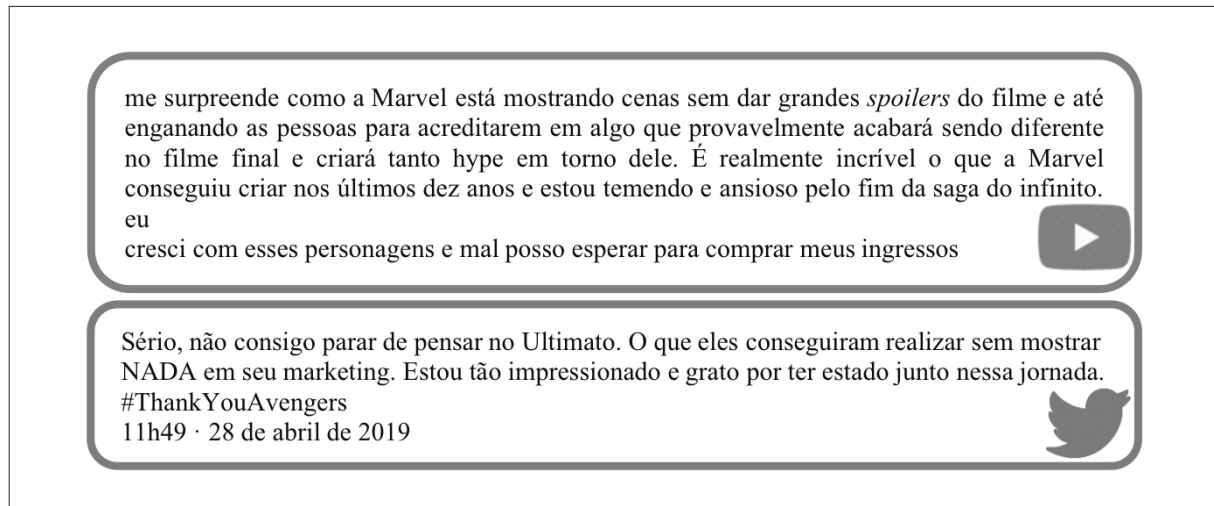 me surpreende como a Marvel está mostrando cenas sem dar grandes spoilers do filme e até
enganando as pessoas para acreditarem em algo que provavelmente acabará sendo diferente
no filme final e criará tanto hype em torno dele. É realmente incrível o que a Marvel
conseguiu criar nos últimos dez anos e estou temendo e ansioso pelo fim da saga do infinito.
eu
cresci com esses personagens e mal posso esperar para comprar meus ingressos
Sério, não consigo parar de pensar no Ultimato. O que eles conseguiram realizar sem mostrar
NADA em seu marketing. Estou tão impressionado e grato por ter estado junto nessa jornada.
#ThankYouAvengers
11h49 · 28 de abril de 2019